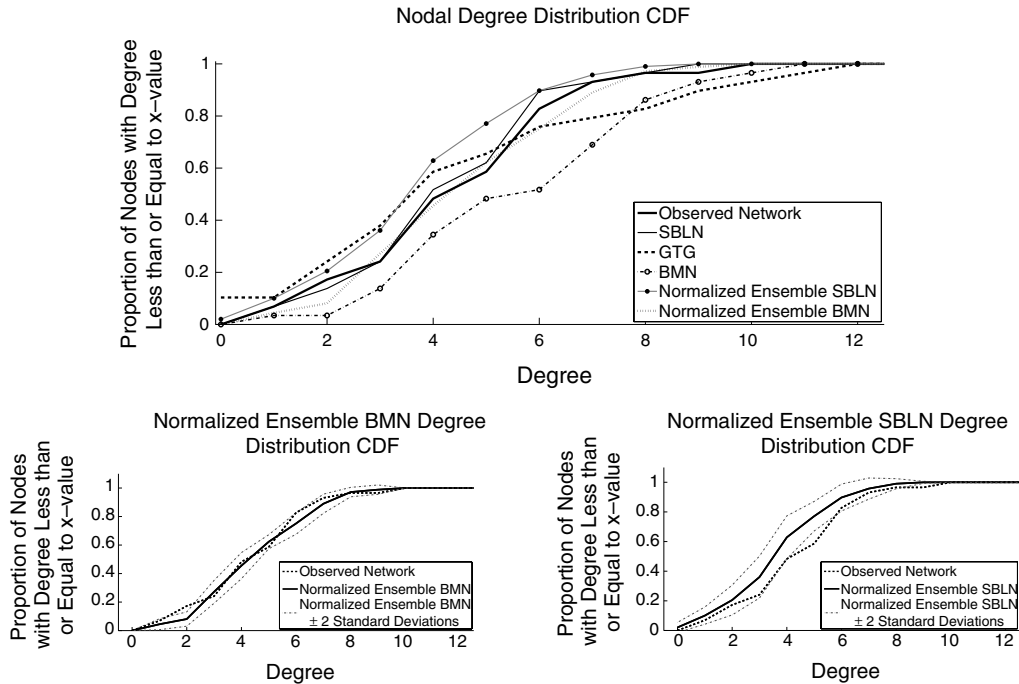 Nodal Degree Distribution CDF
Proportion of Nodes with Degree
Less than or Equal to x−value
1
0.8
0.6
0.4
0.2
0
0 2 4 6 8 10 12
Degree
Observed Network
SBLN
GTG
BMN
Normalized Ensemble SBLN
Normalized Ensemble BMN
Normalized Ensemble BMN Degree
Distribution CDF
Proportion of Nodes
with Degree Less than
or Equal to x−value
1
0.8
0.6
0.4
0.2
0
0 2 4 6 8 10 12
Degree
Observed Network
Normalized Ensemble BMN
Normalized Ensemble BMN
± 2 Standard Deviations
Normalized Ensemble SBLN Degree
Distribution CDF
Proportion of Nodes
with Degree Less than
or Equal to x−value
1
0.8
0.6
0.4
0.2
0
0 2 4 6 8 10 12
Degree
Observed Network
Normalized Ensemble SBLN
Normalized Ensemble SBLN
± 2 Standard Deviations